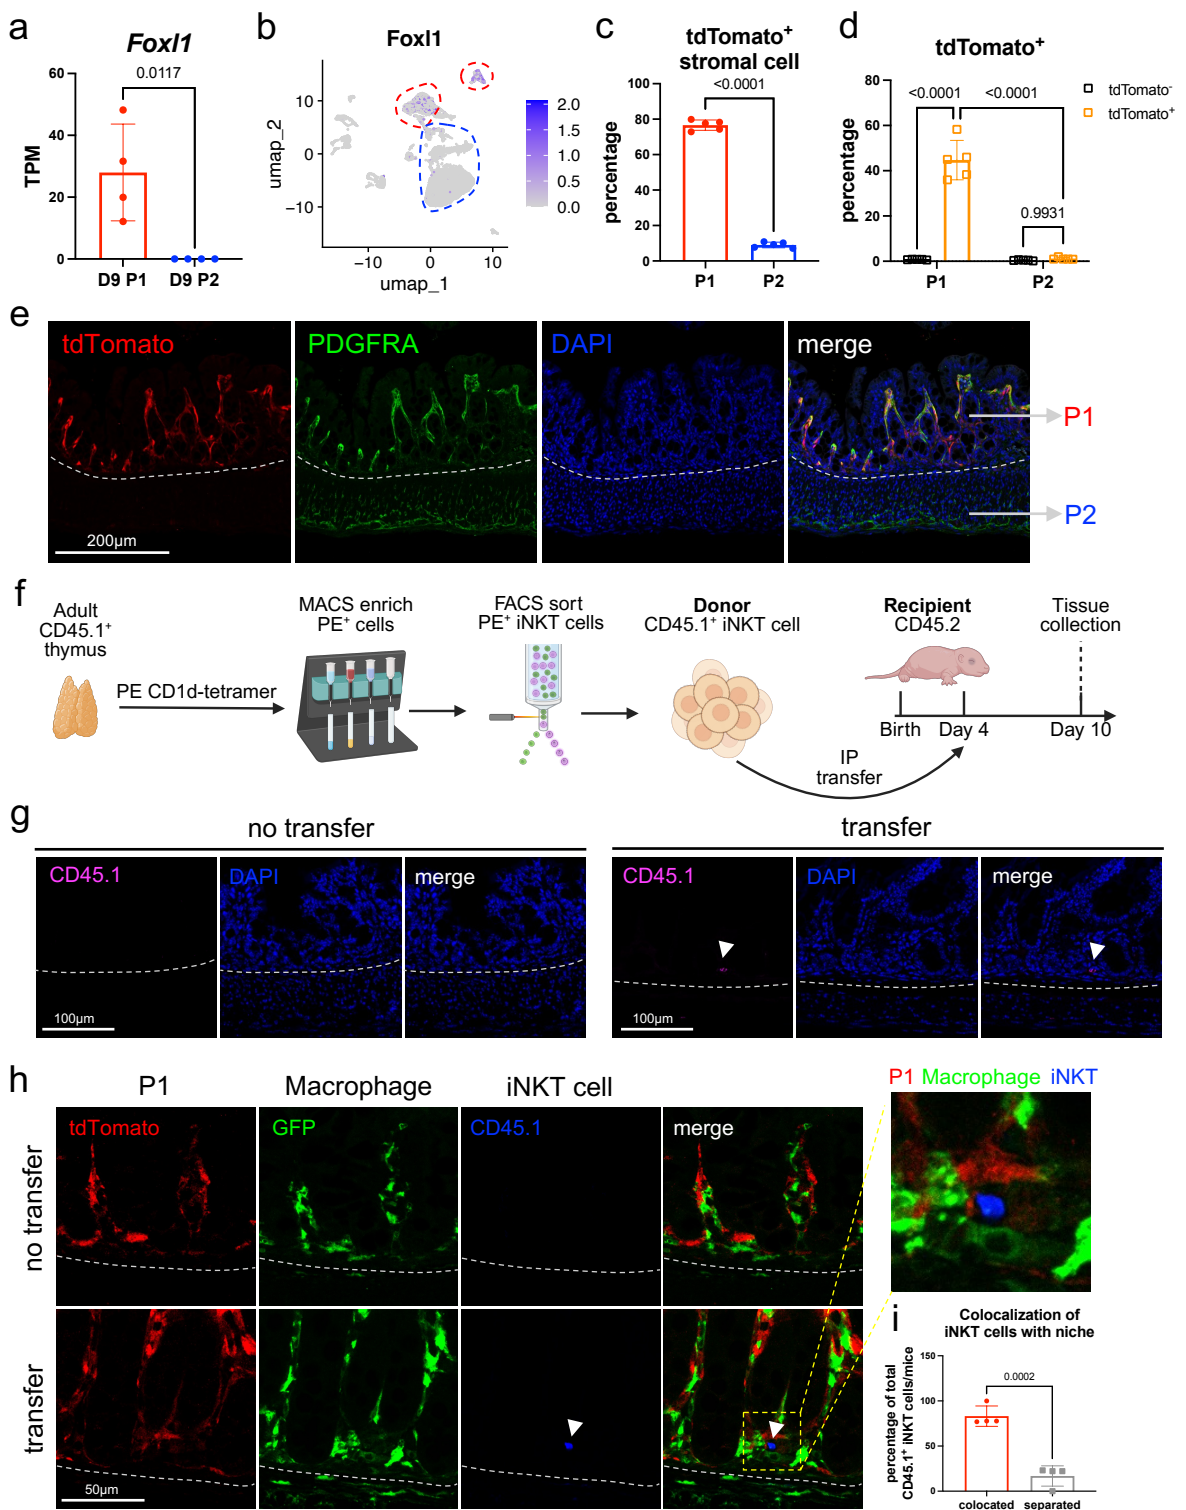 a
Foxl1
0.0117
TPM
60
40
20
0
D9 P1
D9 P2
b
Foxl1
umap_2
10
0
−10
−10
0
10
umap_1
2.0
1.5
1.0
0.5
0.0
c
tdTomato⁺
stromal cell
<0.0001
percentage
100
80
60
40
20
0
P1
P2
d
tdTomato⁺
<0.0001
<0.0001
0.9931
percentage
80
60
40
20
0
P1
P2
tdTomato⁻
tdTomato⁺
e
tdTomato
PDGFRA
DAPI
merge
200µm
P1
P2
f
Adult
CD45.1⁺
thymus
PE CD1d-tetramer
MACS enrich
PE⁺ cells
FACS sort
PE⁺ iNKT cells
Donor
CD45.1⁺ iNKT cell
IP
transfer
Recipient
CD45.2
Tissue
collection
Birth
Day 4
Day 10
g
no transfer
transfer
CD45.1
DAPI
merge
100µm
CD45.1
DAPI
merge
100µm
h
P1
Macrophage
iNKT cell
no transfer
tdTomato
GFP
CD45.1
merge
transfer
50µm
P1 Macrophage iNKT
i
Colocalization of
iNKT cells with niche
0.0002
percentage of total
CD45.1⁺ iNKT cells/mice
150
100
50
0
colocated
separated